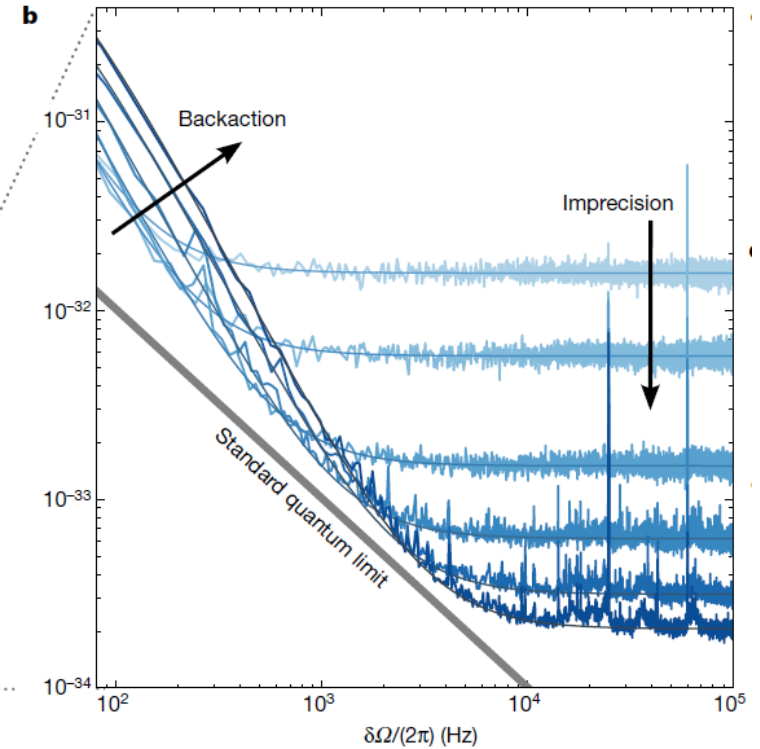 b
Backaction
Imprecision
Standard quantum limit
10⁻³¹
10⁻³²
10⁻³³
10⁻³⁴
10²
10³
10⁴
10⁵
δΩ/(2π) (Hz)